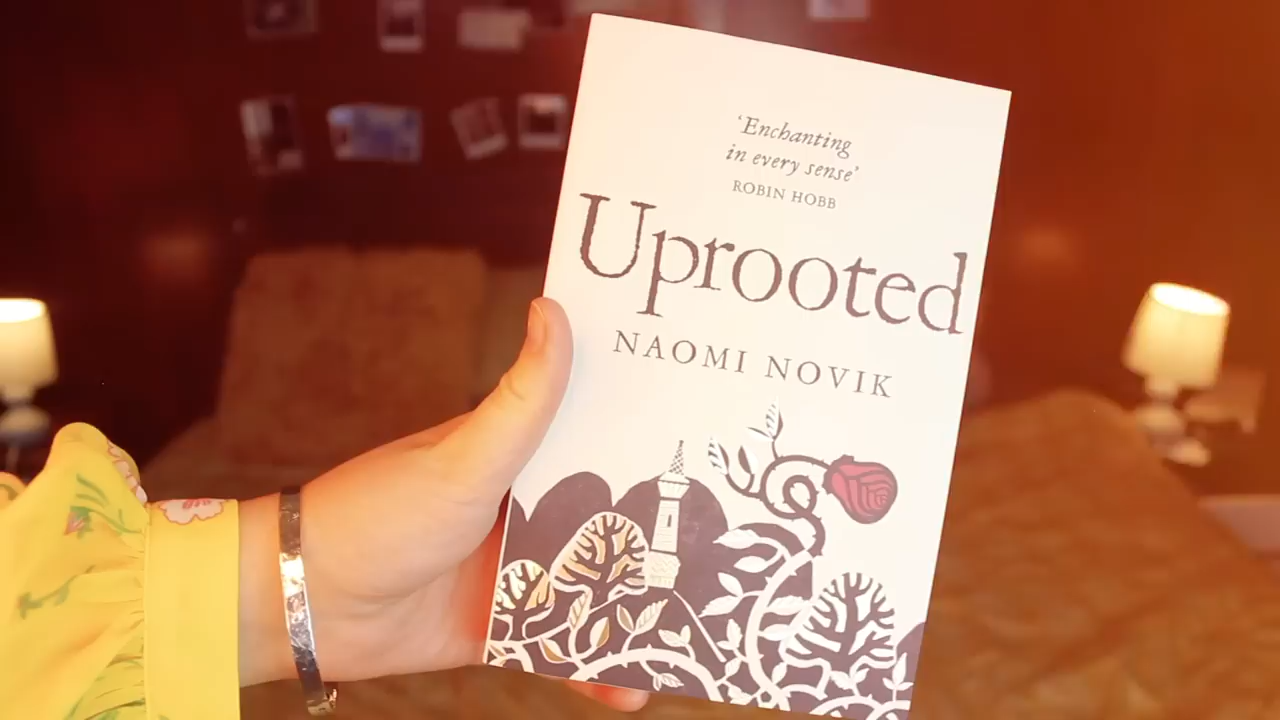 ‘Enchanting
in every sense’
ROBIN HOBB
Uprooted
NAOMI NOVIK